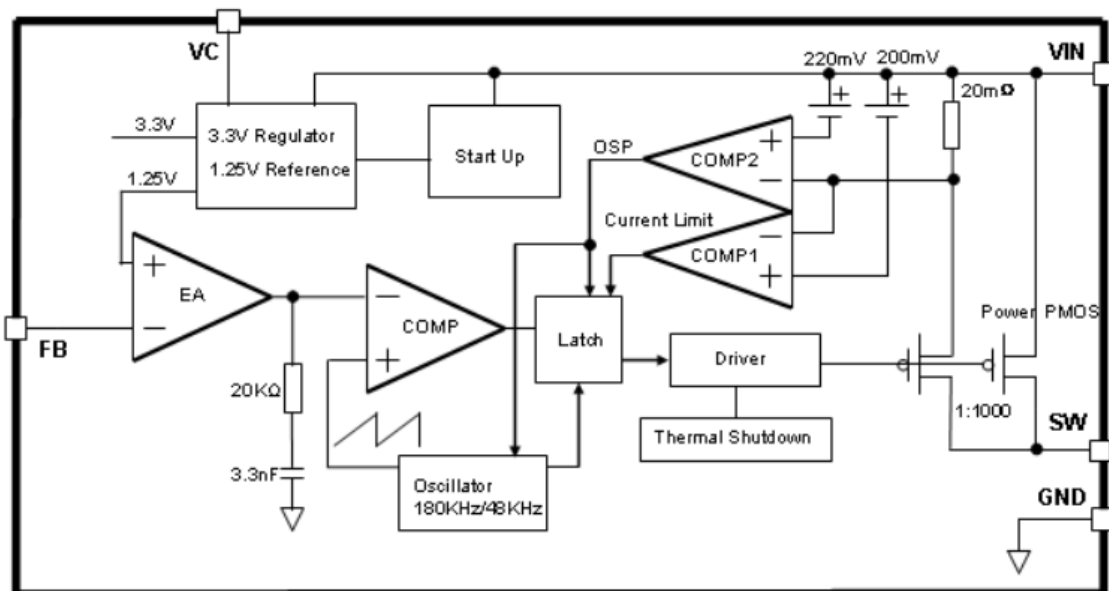 VC
VIN
220mV
200mV
20mΩ
3.3V
3.3V Regulator
1.25V Reference
Start Up
OSP
COMP2
+
−
1.25V
Current Limit
COMP1
−
+
+
EA
−
FB
−
COMP
+
Latch
Driver
Power PMOS
20KΩ
1:1000
Thermal Shutdown
SW
3.3nF
Oscillator
180KHz/48KHz
GND